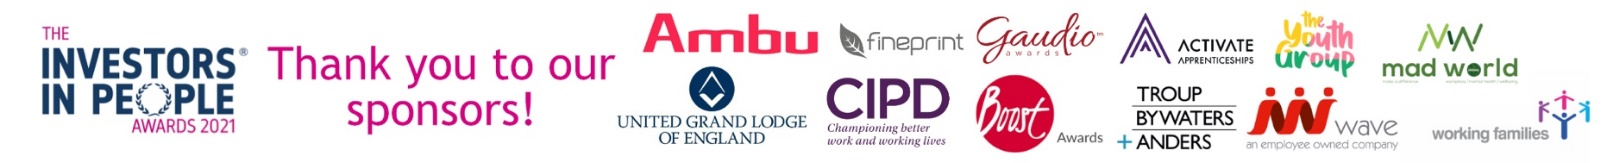 THE
INVESTORS®
IN PEOPLE
AWARDS 2021
Thank you to our
sponsors!
Ambu
fineprint
Gaudio™
awards
ACTIVATE
APPRENTICESHIPS
the
Youth
Group
mad world
UNITED GRAND LODGE
OF ENGLAND
CIPD
Championing better
work and working lives
Boost
Awards
TROUP
BYWATERS
+ ANDERS
wave
an employee owned company
working families